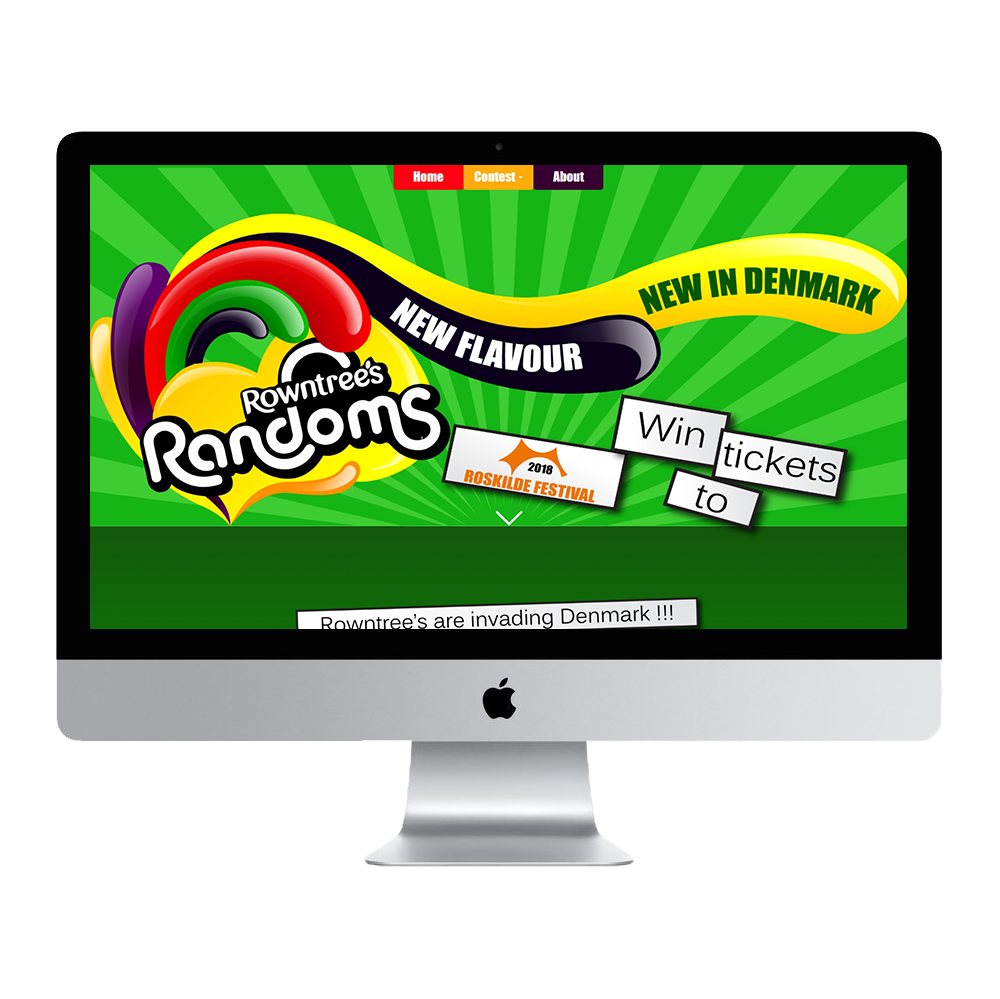 Home
Contest -
About
NEW IN DENMARK
NEW FLAVOUR
Rowntree's
Randoms
Win
tickets
to
2018
ROSKILDE FESTIVAL
Rowntree's are invading Denmark !!!